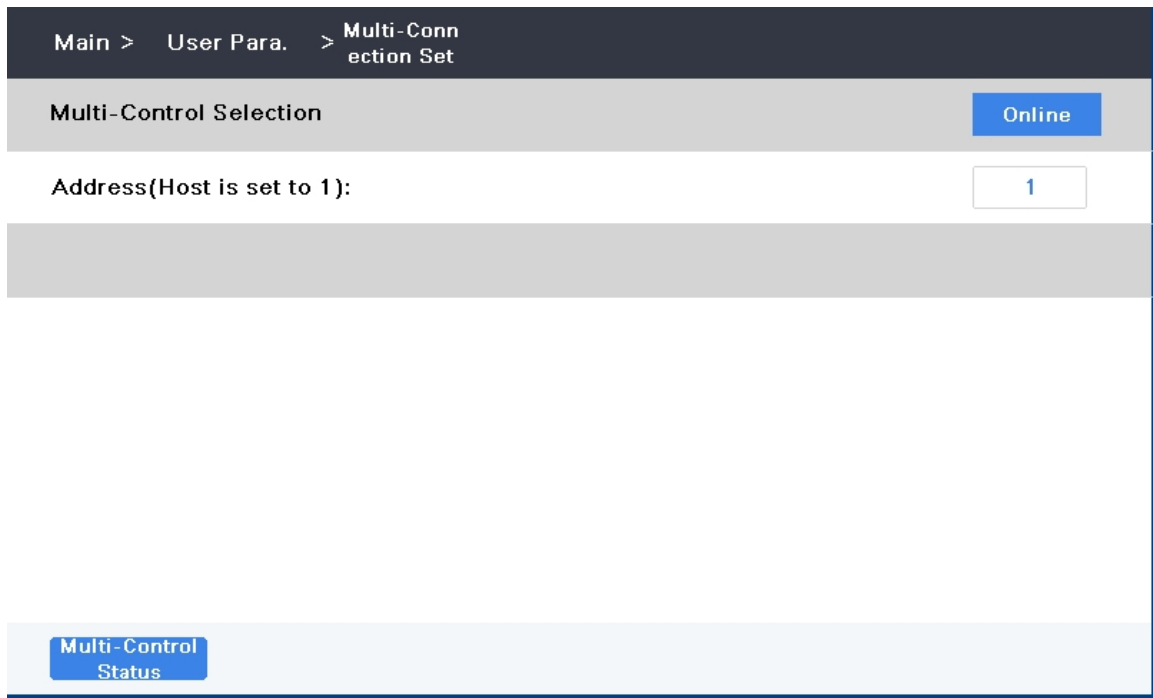 Main > User Para. > Multi-Conn
ection Set
Multi-Control Selection
Online
Address(Host is set to 1):
1
Multi-Control
Status